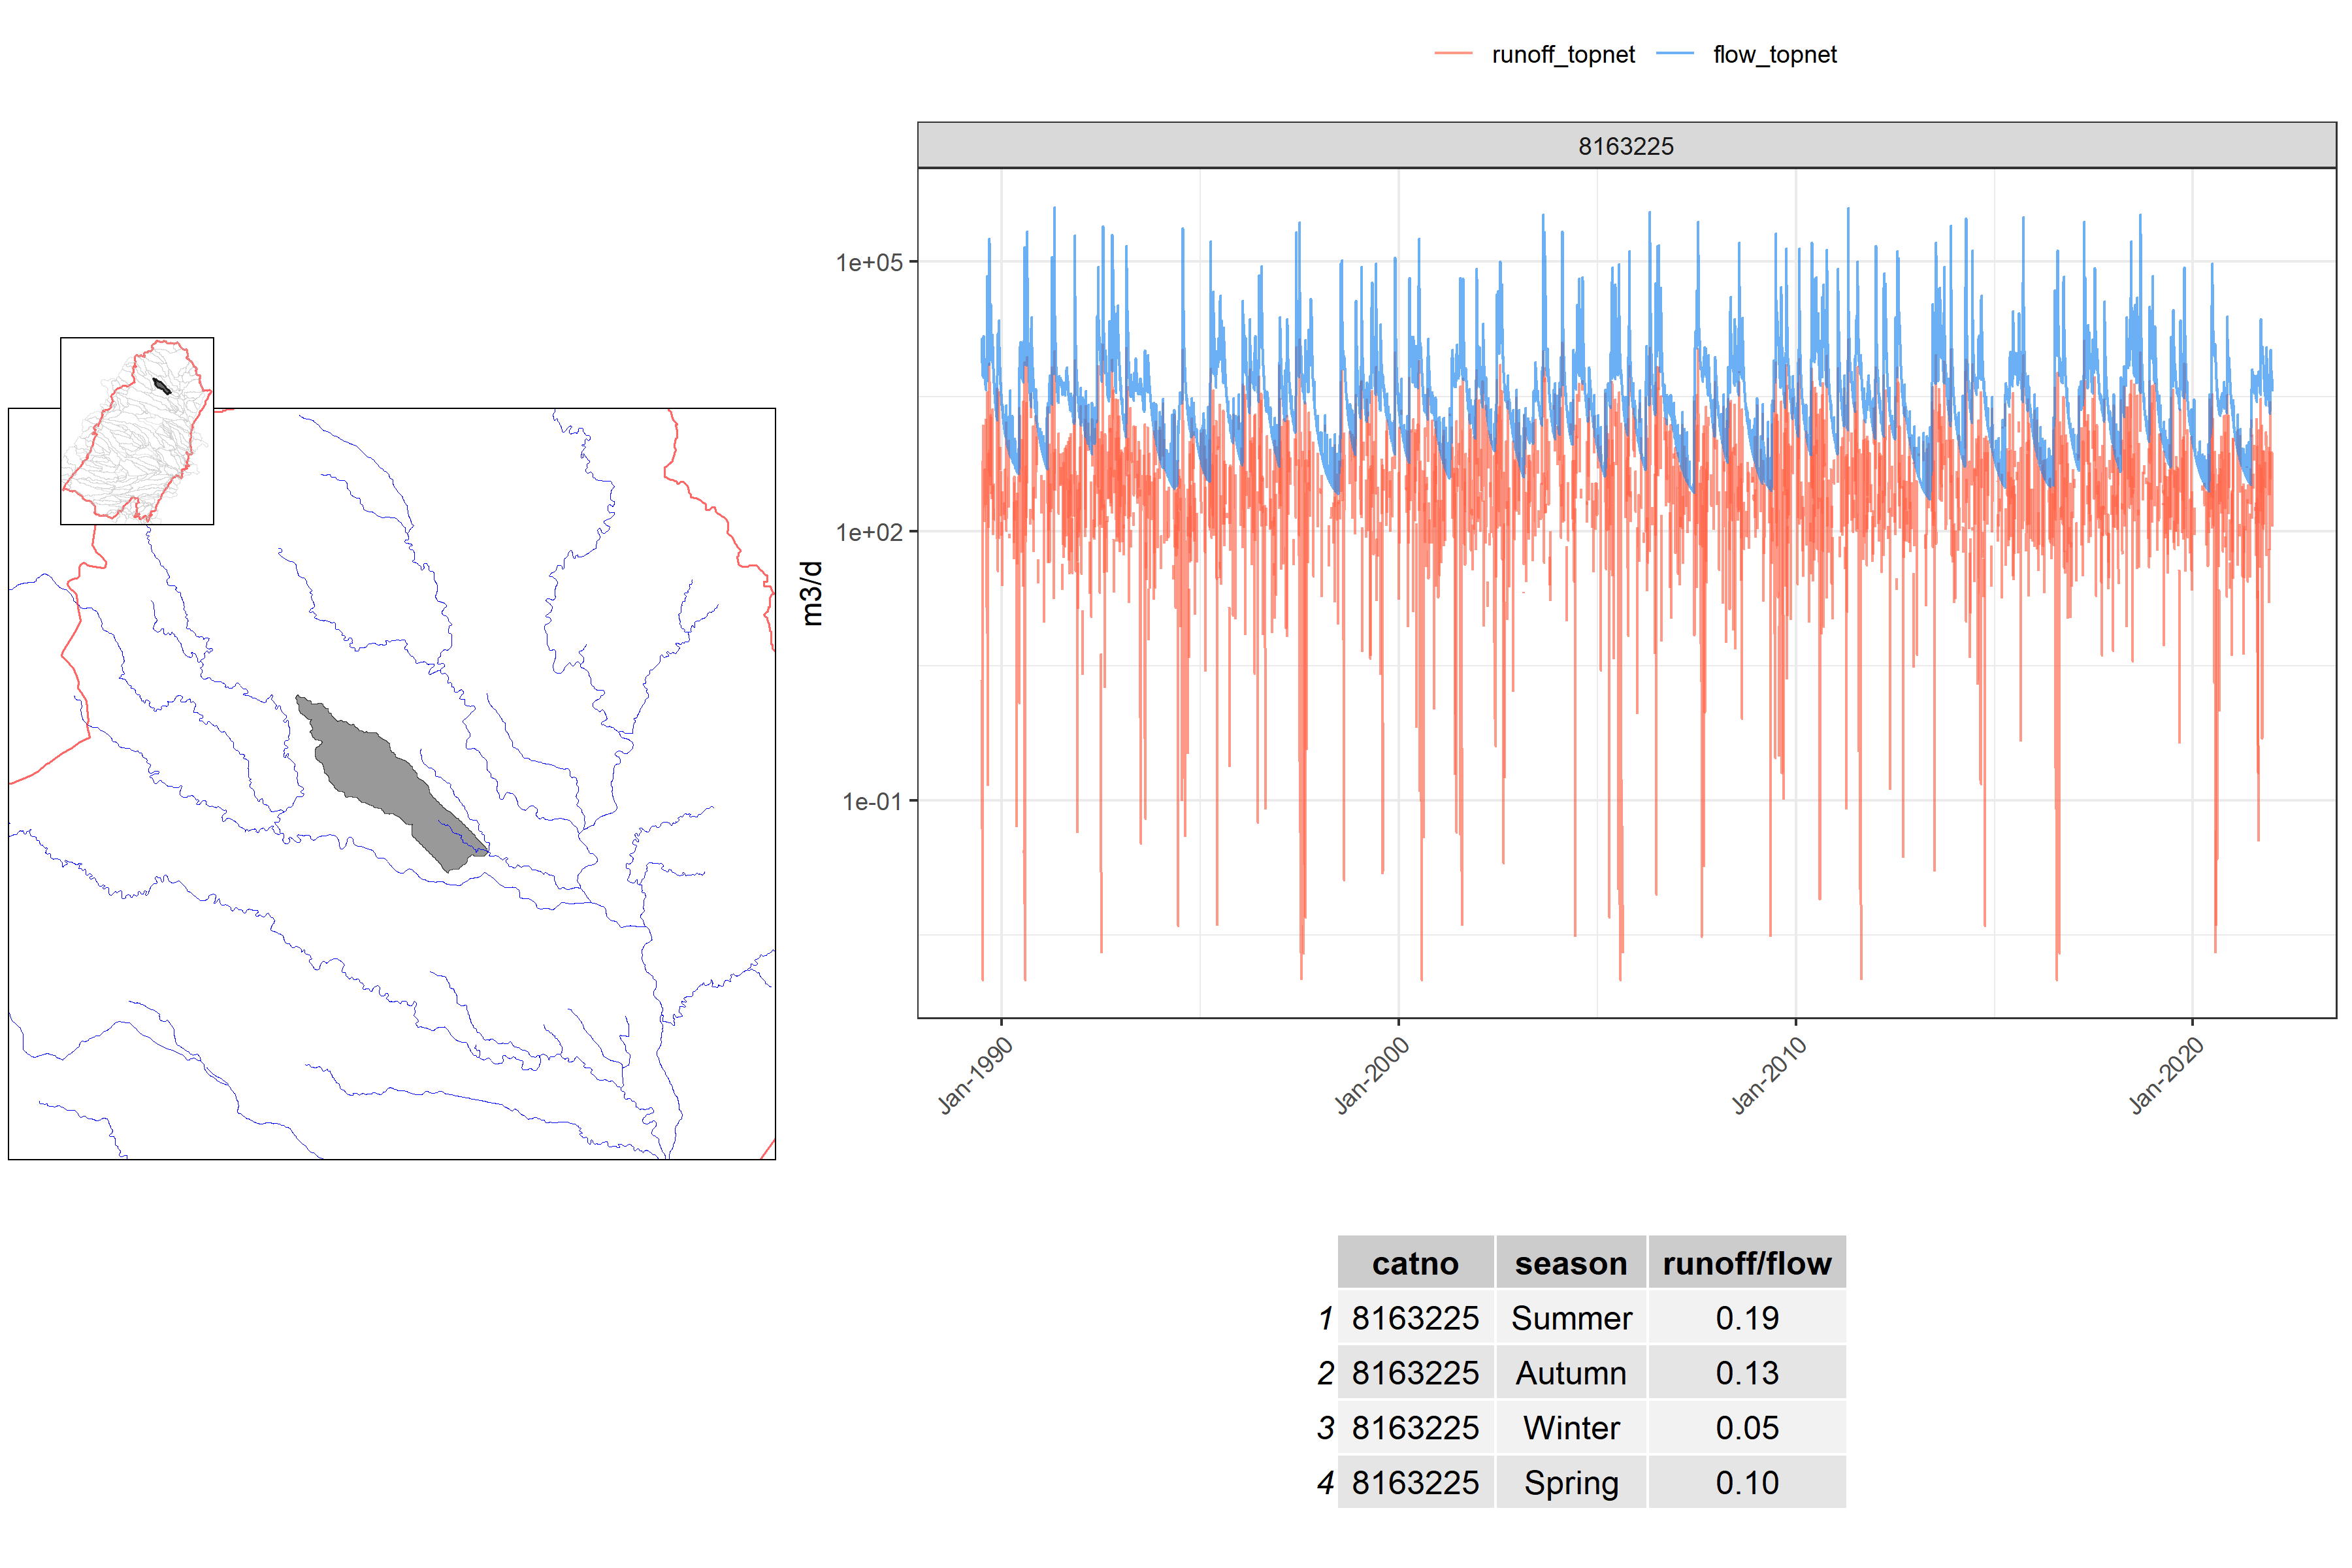 runoff_topnet flow_topnet
8163225
1e+05
1e+02
1e-01
m3/d
Jan-1990 Jan-2000 Jan-2010 Jan-2020
catno season runoff/flow
1 8163225 Summer 0.19
2 8163225 Autumn 0.13
3 8163225 Winter 0.05
4 8163225 Spring 0.10